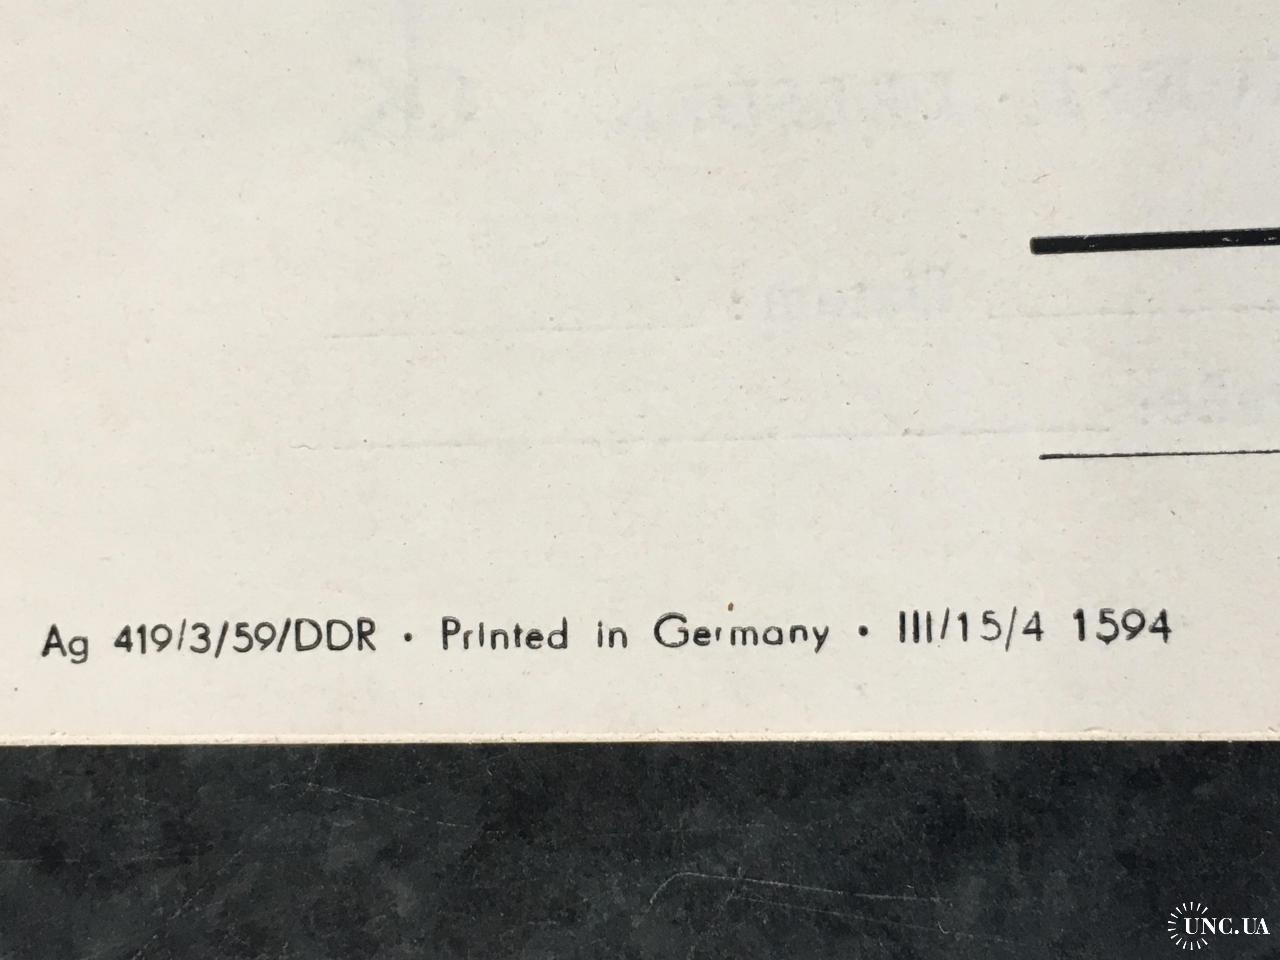 Ag 419/3/59/DDR • Printed in Germany • III/15/4 1594
UNC.UA